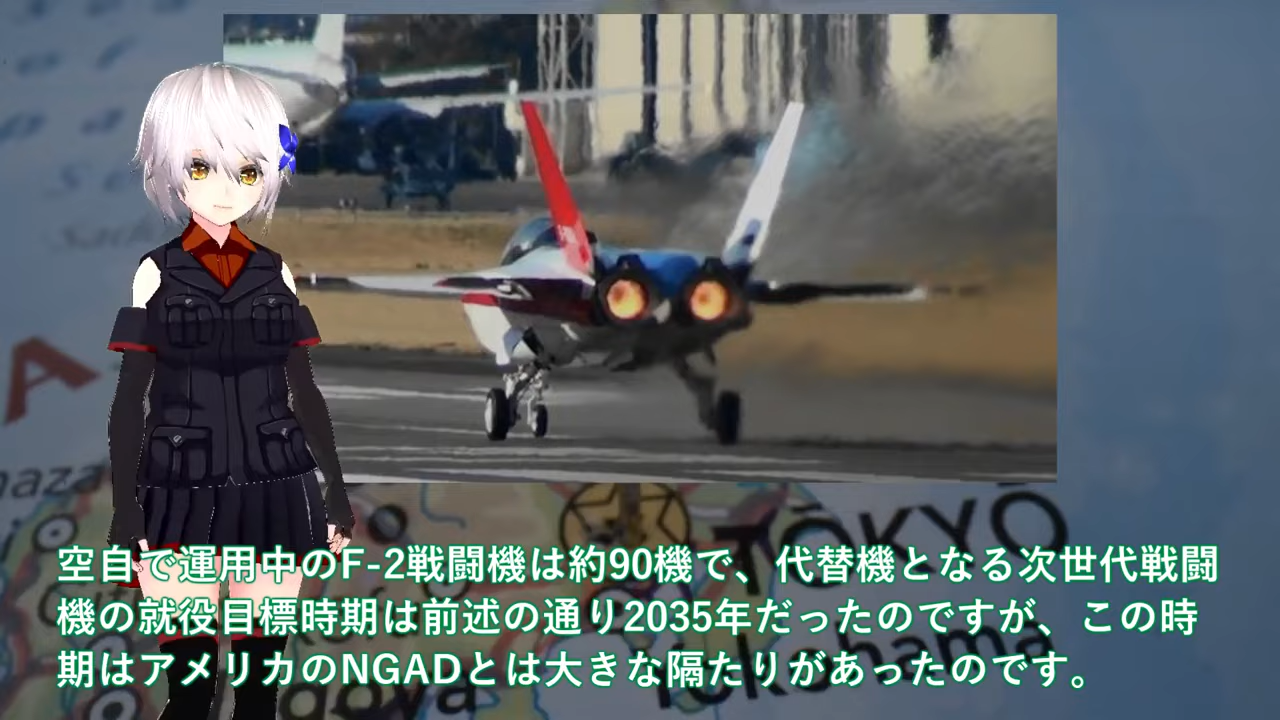 空自で運用中のF-2戦闘機は約90機で、代替機となる次世代戦闘
機の就役目標時期は前述の通り2035年だったのですが、この時
期はアメリカのNGADとは大きな隔たりがあったのです。
TŌKYŌ
Yokohama
agoya